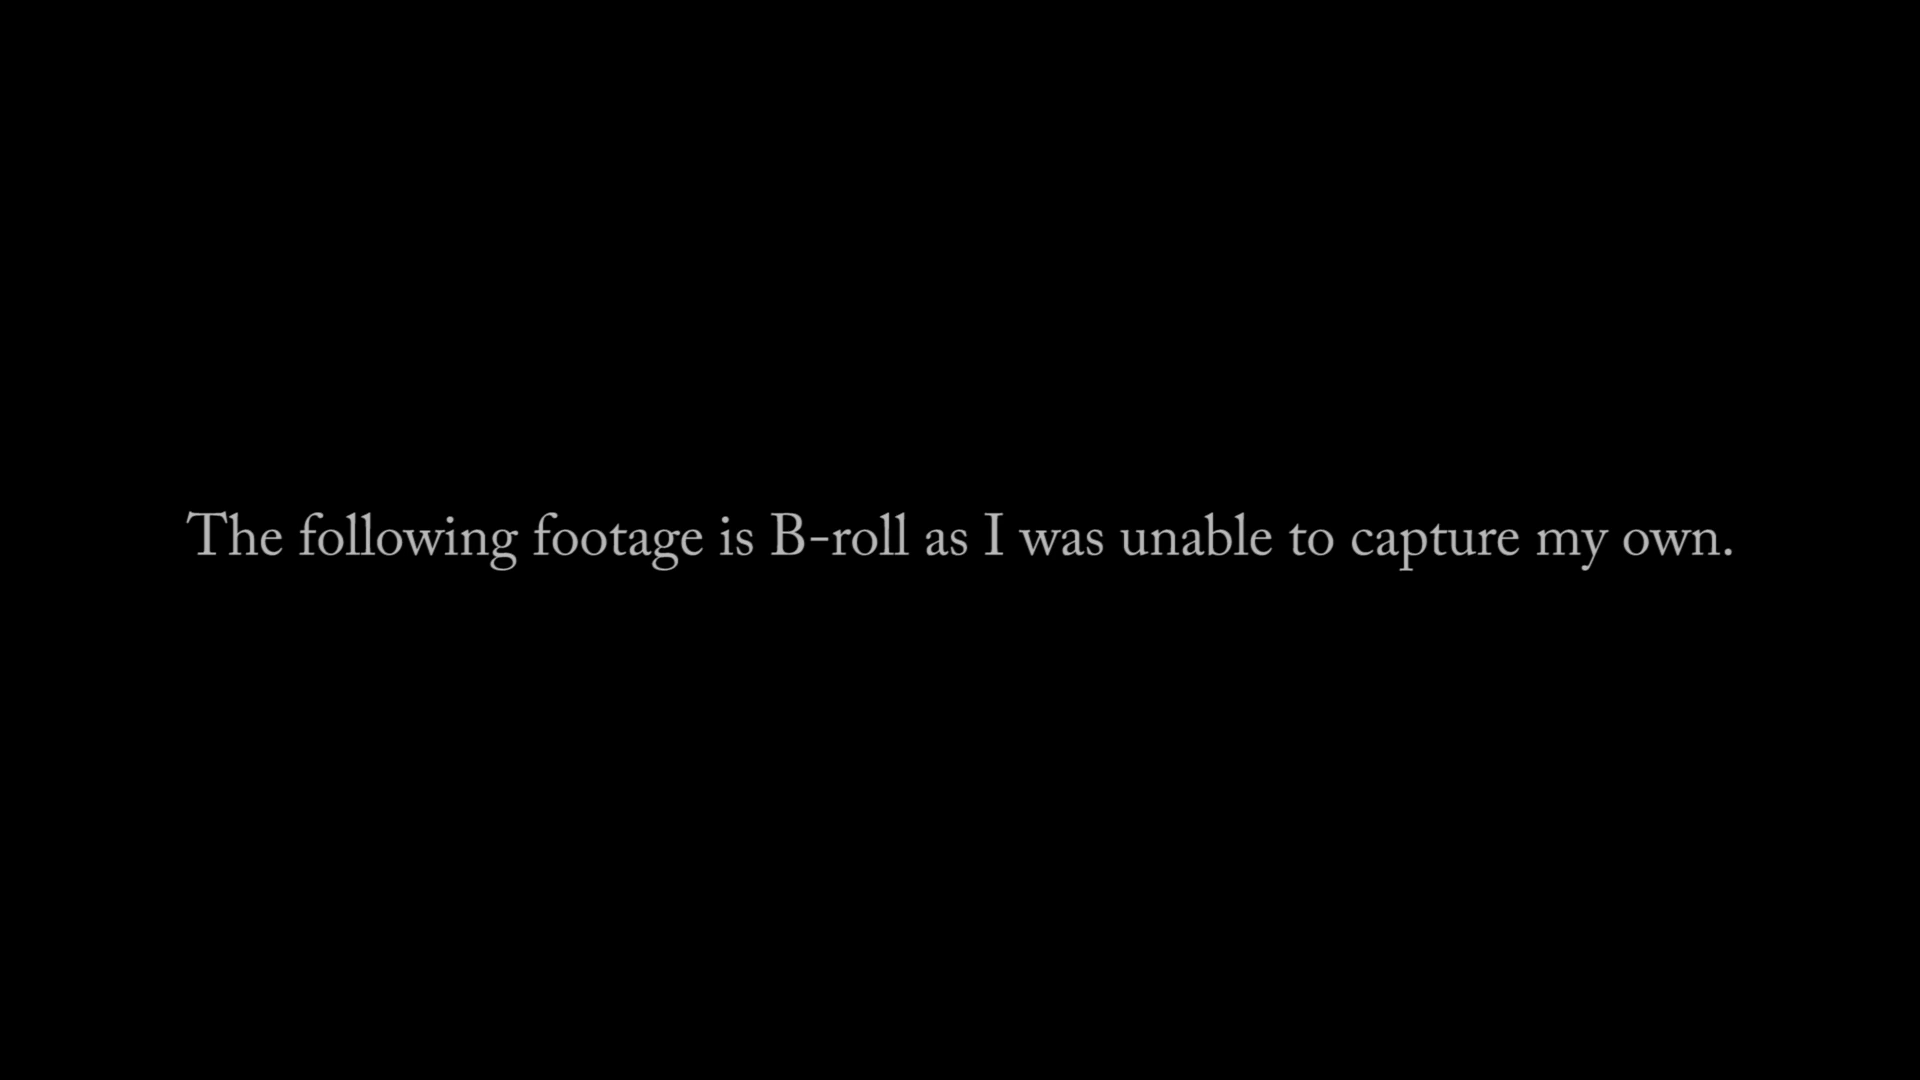 The following footage is B-roll as I was unable to capture my own.